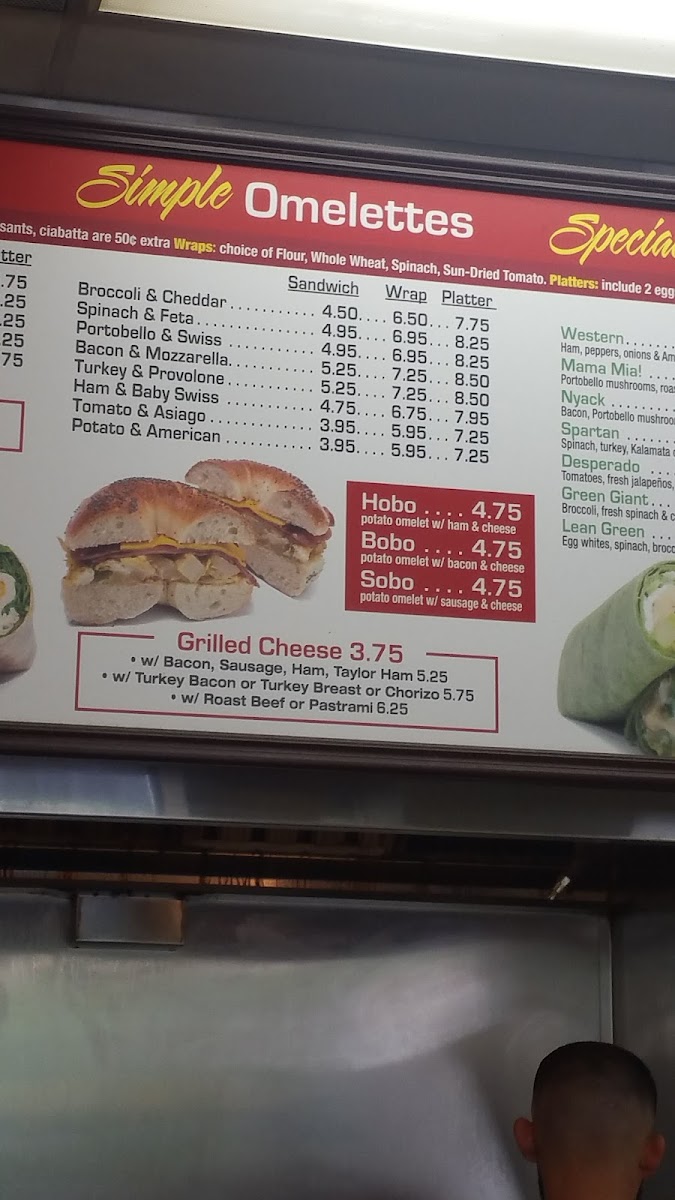 Simple Omelettes
Special
sants, ciabatta are 50¢ extra Wraps: choice of Flour, Whole Wheat, Spinach, Sun-Dried Tomato. Platters: include 2 egg
tter
.75
.25
.25
.25
75
Sandwich Wrap Platter
Broccoli & Cheddar............ 4.50.... 6.50... 7.75
Spinach & Feta............... 4.95.... 6.95... 8.25
Portobello & Swiss ........... 4.95.... 6.95... 8.25
Bacon & Mozzarella........... 5.25.... 7.25... 8.50
Turkey & Provolone........... 5.25.... 7.25... 8.50
Ham & Baby Swiss ........... 4.75.... 6.75... 7.95
Tomato & Asiago............. 3.95.... 5.95... 7.25
Potato & American ........... 3.95.... 5.95... 7.25
Hobo .... 4.75
potato omelet w/ ham & cheese
Bobo .... 4.75
potato omelet w/ bacon & cheese
Sobo .... 4.75
potato omelet w/ sausage & cheese
Grilled Cheese 3.75
• w/ Bacon, Sausage, Ham, Taylor Ham 5.25
• w/ Turkey Bacon or Turkey Breast or Chorizo 5.75
• w/ Roast Beef or Pastrami 6.25
Western......
Ham, peppers, onions & Am
Mama Mia! ....
Portobello mushrooms, roa
Nyack .......
Bacon, Portobello mushroo
Spartan ......
Spinach, turkey, Kalamata
Desperado ....
Tomatoes, fresh jalapeños,
Green Giant...
Broccoli, fresh spinach & c
Lean Green ...
Egg whites, spinach, brocc